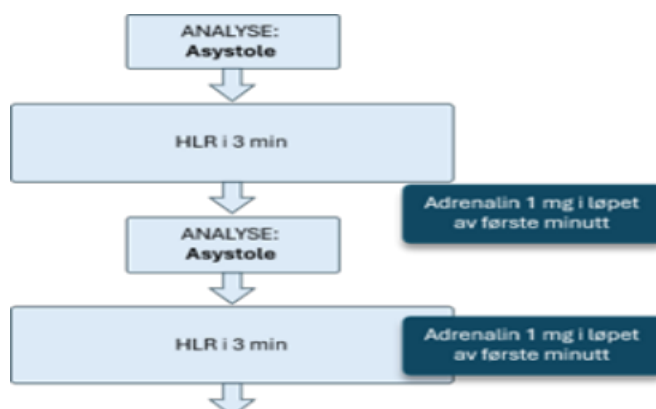 ANALYSE:
Asystole
HLR i 3 min
Adrenalin 1 mg i løpet
av første minutt
ANALYSE:
Asystole
HLR i 3 min
Adrenalin 1 mg i løpet
av første minutt